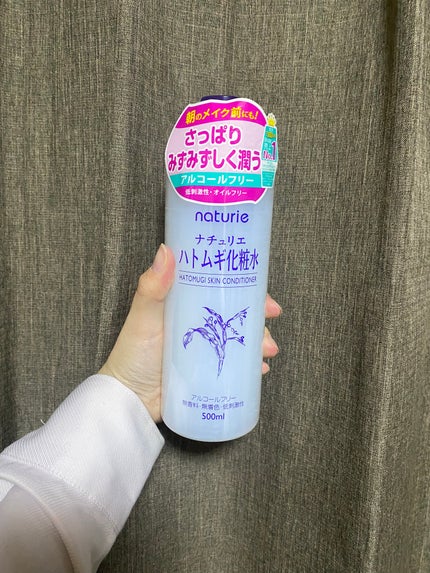 朝のメイク前にも!
さっぱり
みずみずしく潤う
アルコールフリー
低刺激性・オイルフリー
No.1
naturie
ナチュリエ
ハトムギ化粧水
HATOMUGI SKIN CONDITIONER
アルコールフリー
無香料・無着色・低刺激性
500ml